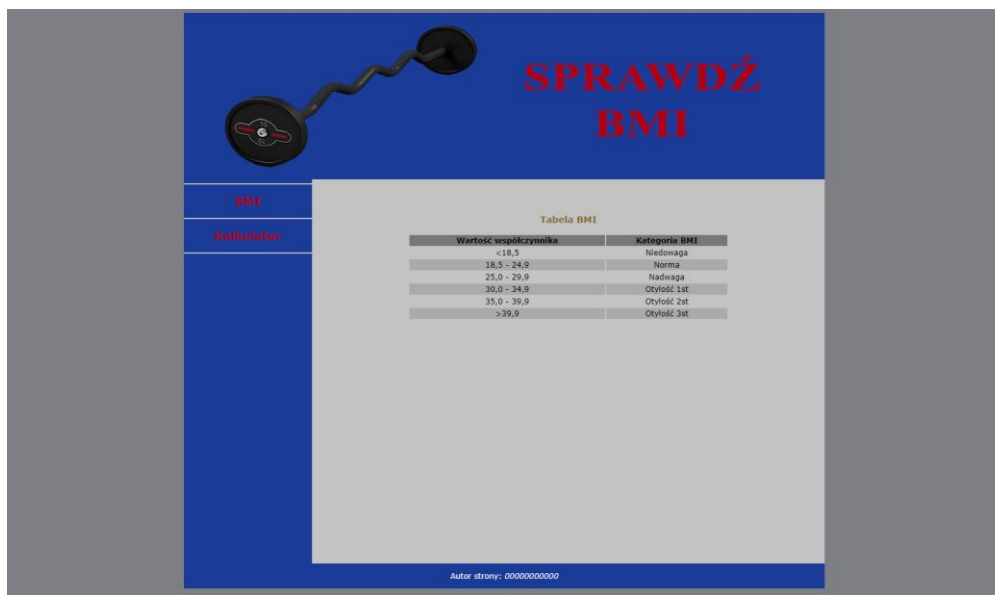 SPRAWDŹ
BMI
BMI
Kalkulator
Tabela BMI
Wartość współczynnika Kategoria BMI
<18,5 Niedowaga
18,5 - 24,9 Norma
25,0 - 29,9 Nadwaga
30,0 - 34,9 Otyłość 1st
35,0 - 39,9 Otyłość 2st
>39,9 Otyłość 3st
Autor strony: 00000000000